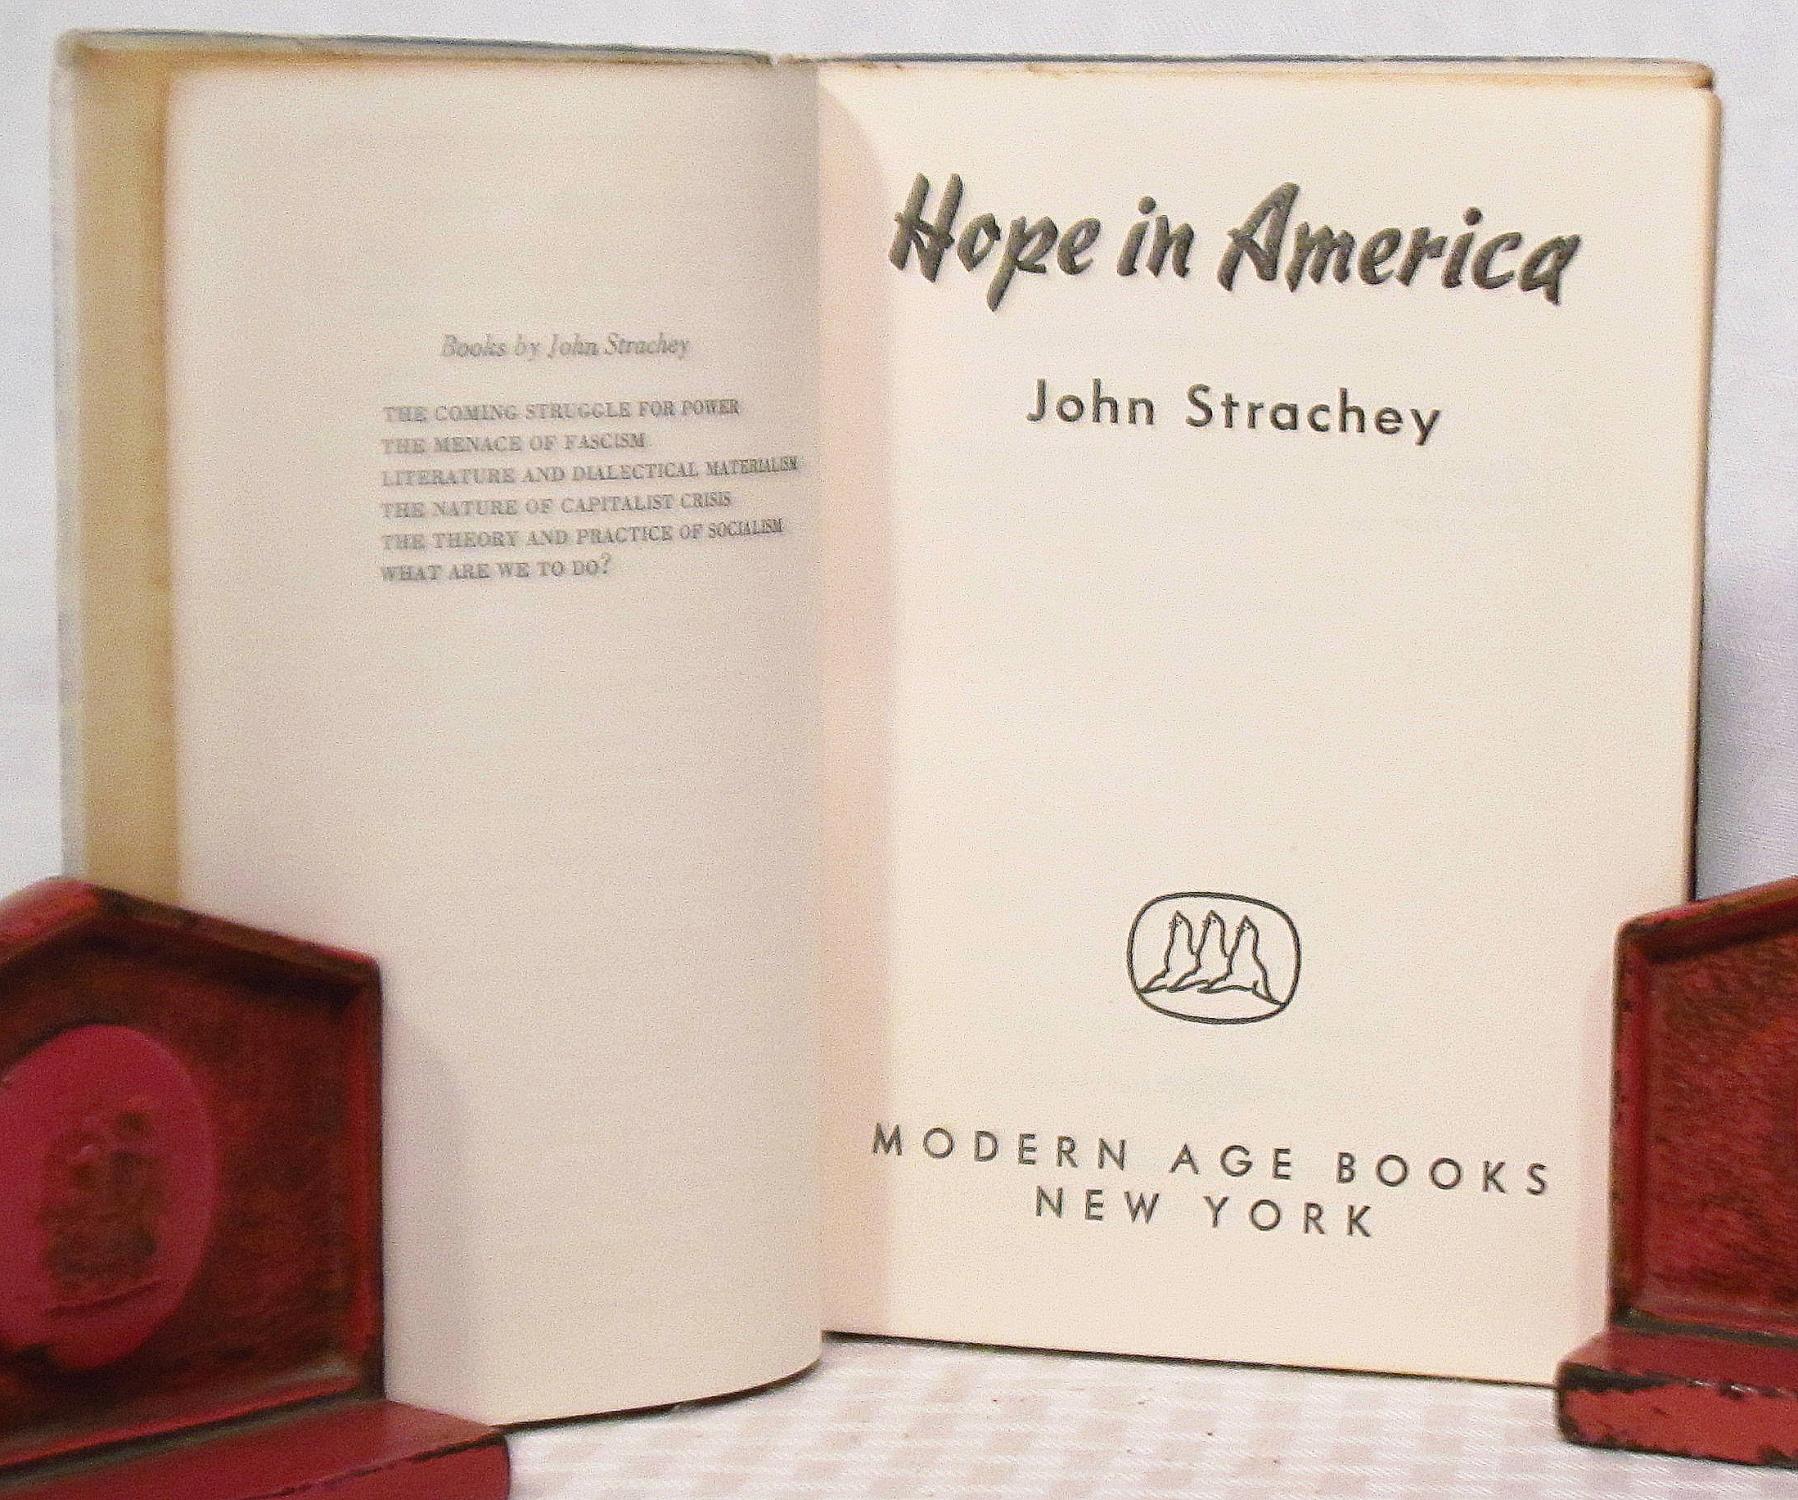 Books by John Strachey
THE COMING STRUGGLE FOR POWER
THE MENACE OF FASCISM
LITERATURE AND DIALECTICAL MATERIALISM
THE NATURE OF CAPITALIST CRISIS
THE THEORY AND PRACTICE OF SOCIALISM
WHAT ARE WE TO DO?
Hope in America
John Strachey
MODERN AGE BOOKS
NEW YORK